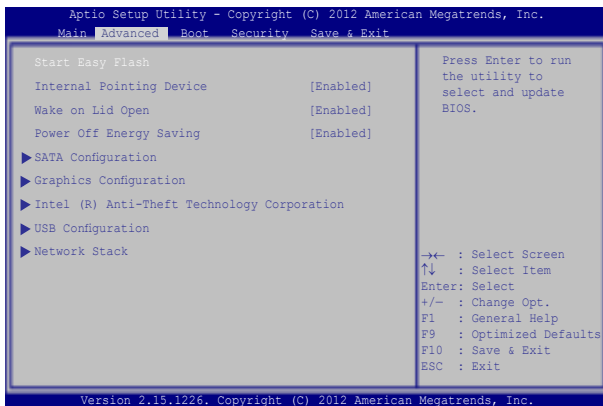 Aptio Setup Utility - Copyright (C) 2012 American Megatrends, Inc.
Main Advanced Boot Security Save & Exit
Start Easy Flash
Internal Pointing Device [Enabled]
Wake on Lid Open [Enabled]
Power Off Energy Saving [Enabled]
SATA Configuration
Graphics Configuration
Intel (R) Anti-Theft Technology Corporation
USB Configuration
Network Stack
Press Enter to run
the utility to
select and update
BIOS.
→← : Select Screen
↑↓ : Select Item
Enter: Select
+/— : Change Opt.
F1 : General Help
F9 : Optimized Defaults
F10 : Save & Exit
ESC : Exit
Version 2.15.1226. Copyright (C) 2012 American Megatrends, Inc.